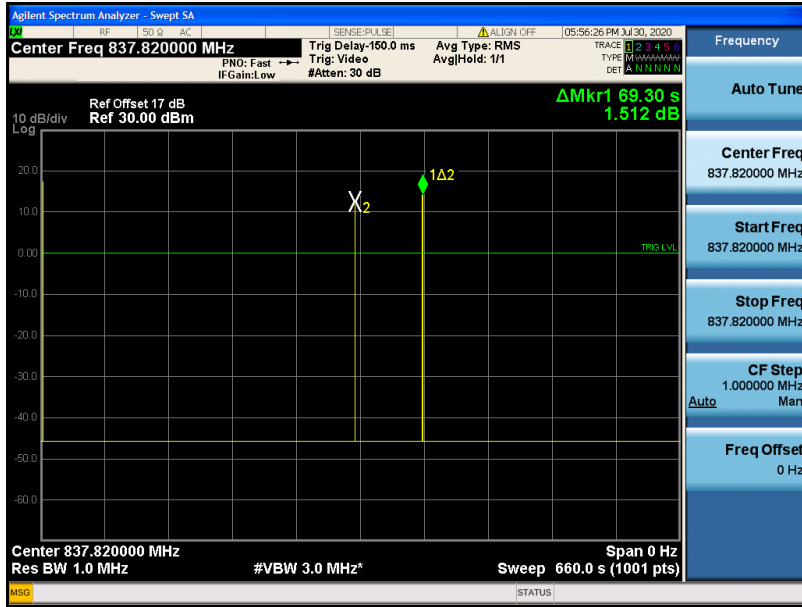 Agilent Spectrum Analyzer - Swept SA
LXI RF 50 Ω AC SENSE:PULSE ALIGN OFF 05:56:26 PM Jul 30, 2020
Center Freq 837.820000 MHz
PNO: Fast
IFGain:Low
Trig Delay-150.0 ms
Trig: Video
#Atten: 30 dB
Avg Type: RMS
Avg|Hold: 1/1
TRACE 1 2 3 4 5 6
TYPE M WWWWW
DET A N N N N N
Frequency
ΔMkr1 69.30 s
1.512 dB
Ref Offset 17 dB
10 dB/div Ref 30.00 dBm
Log
20.0
10.0
0.00
-10.0
-20.0
-30.0
-40.0
-50.0
-60.0
1Δ2
X2
TRIG LVL
Center 837.820000 MHz Span 0 Hz
Res BW 1.0 MHz #VBW 3.0 MHz* Sweep 660.0 s (1001 pts)
MSG STATUS
Auto Tune
Center Freq
837.820000 MHz
Start Freq
837.820000 MHz
Stop Freq
837.820000 MHz
CF Step
1.000000 MHz
Auto Man
Freq Offset
0 Hz